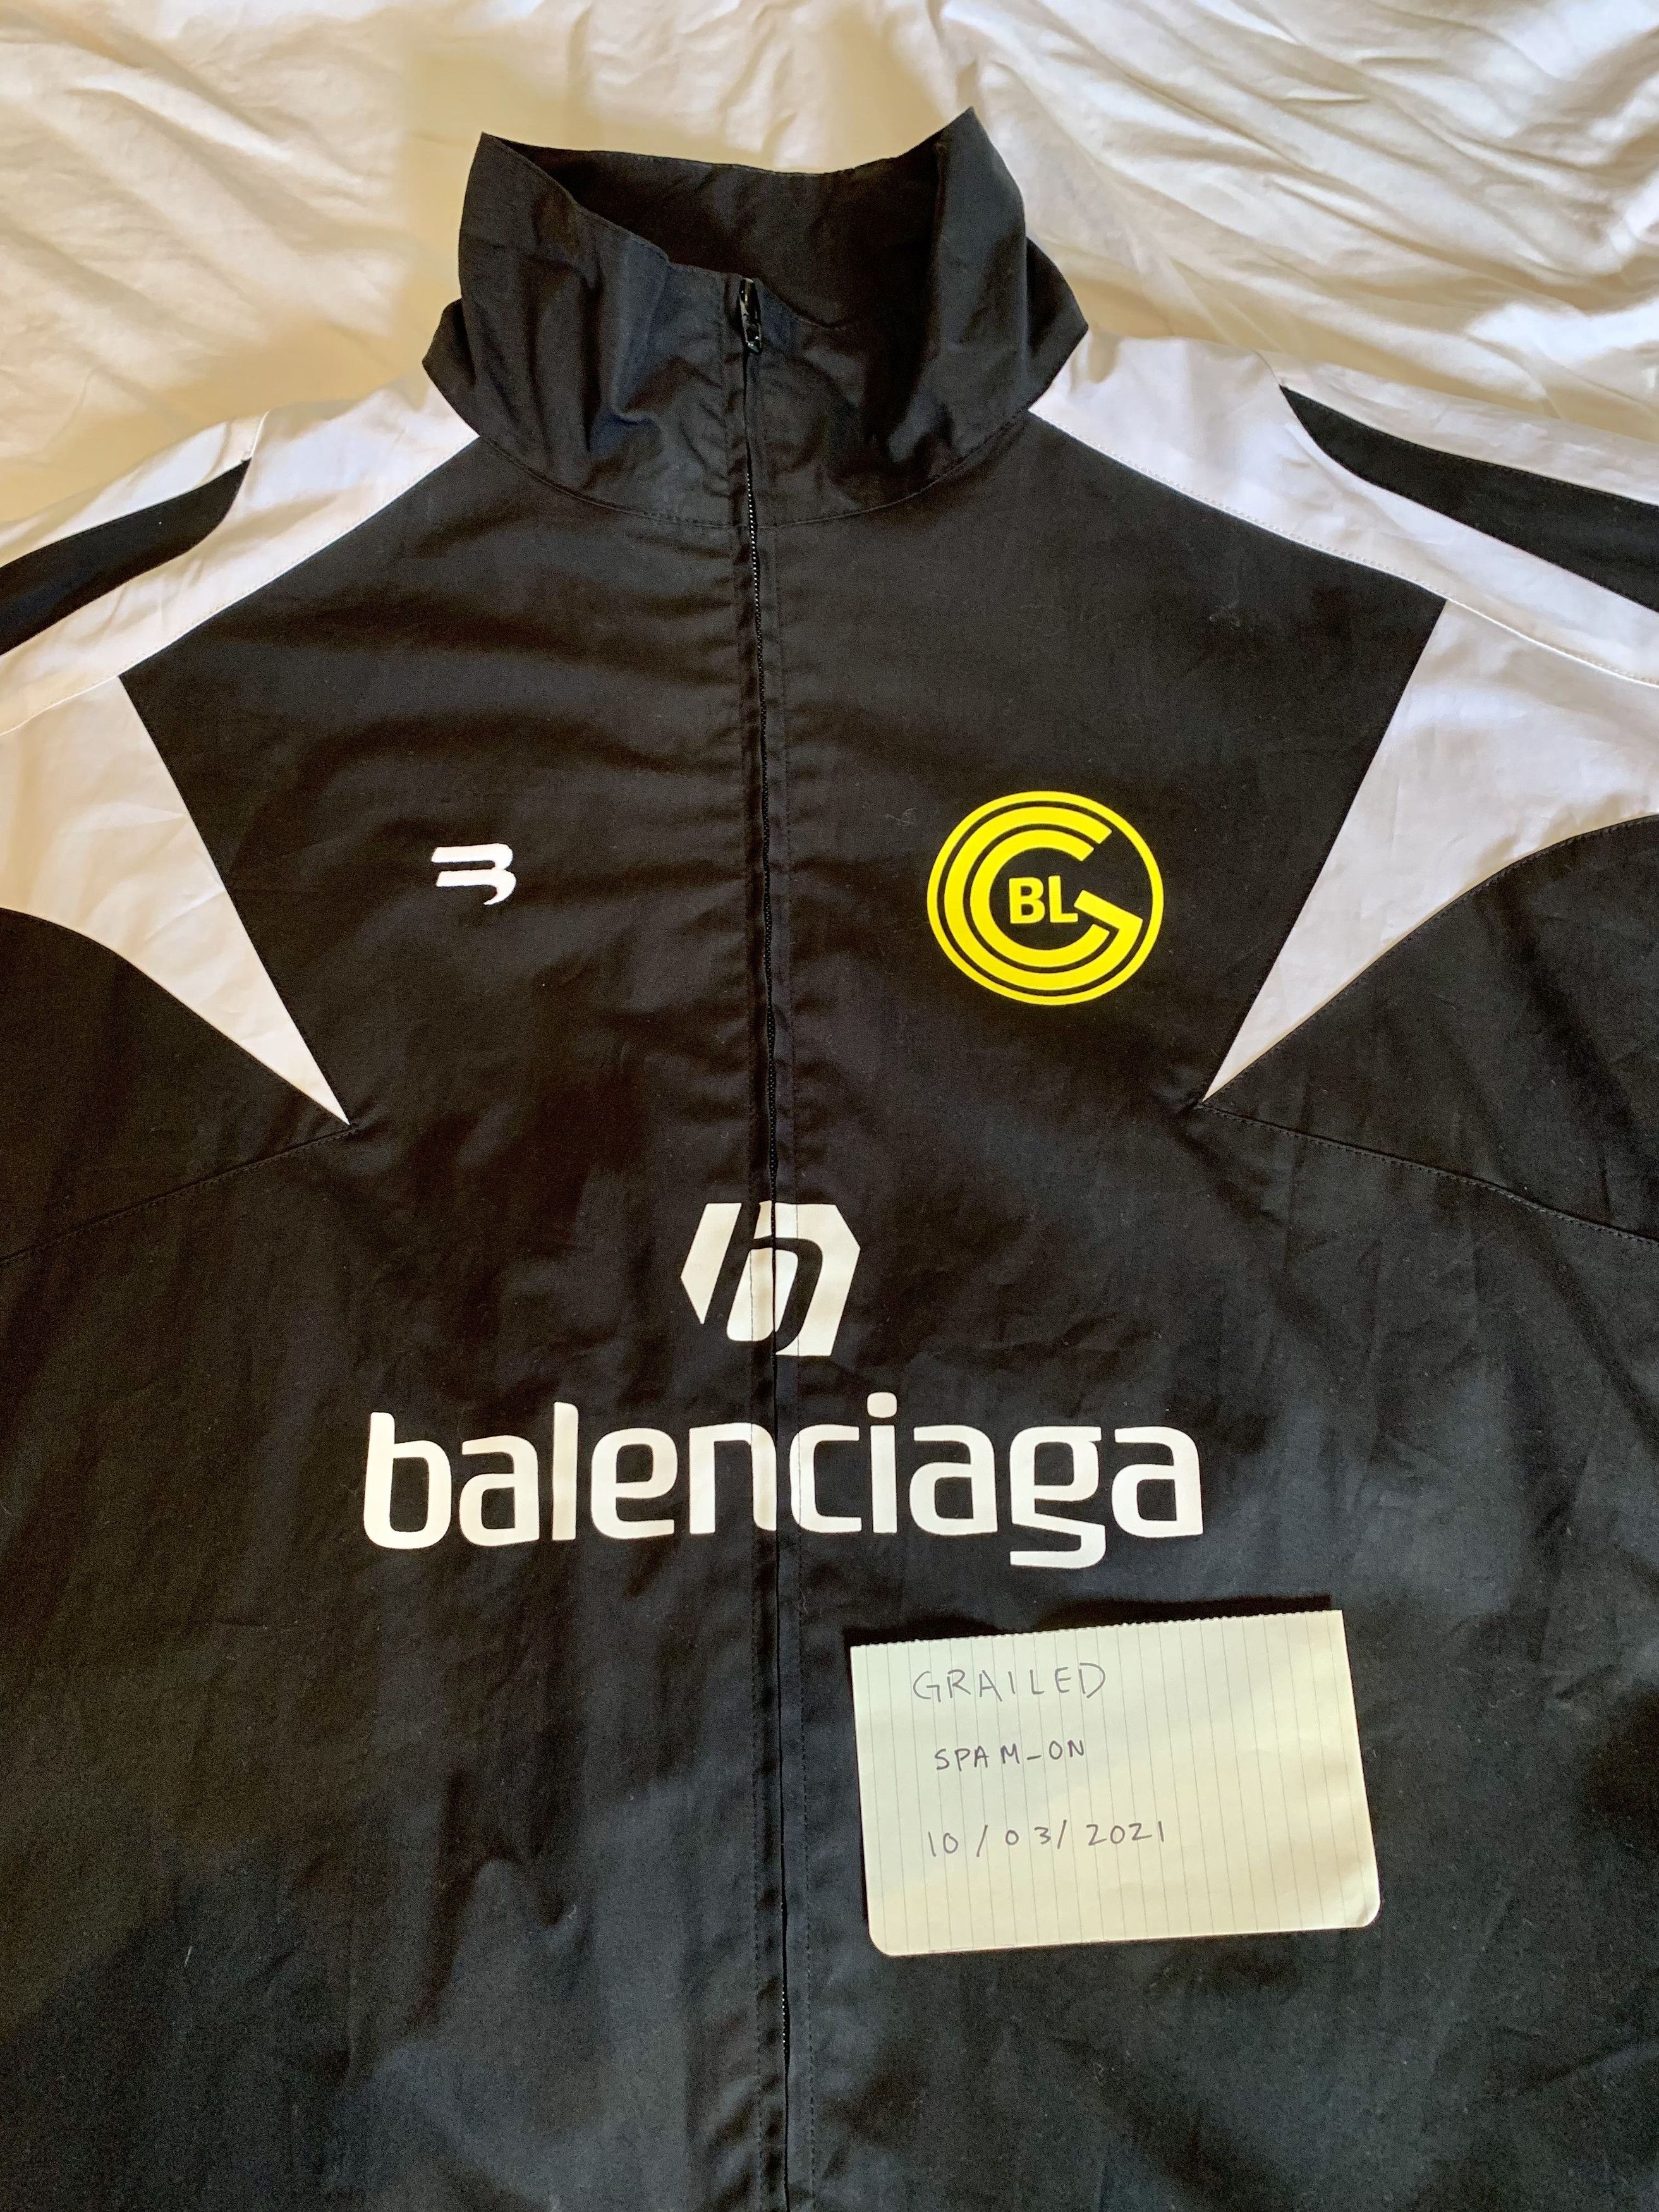 B
BL
balenciaga
GRAILED
SPAM-ON
10/03/2021